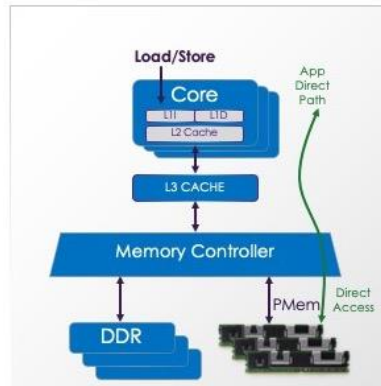 Load/Store
App
Direct
Path
Core
L1I L1D
L2 Cache
L3 CACHE
Memory Controller
PMem
Direct
Access
DDR